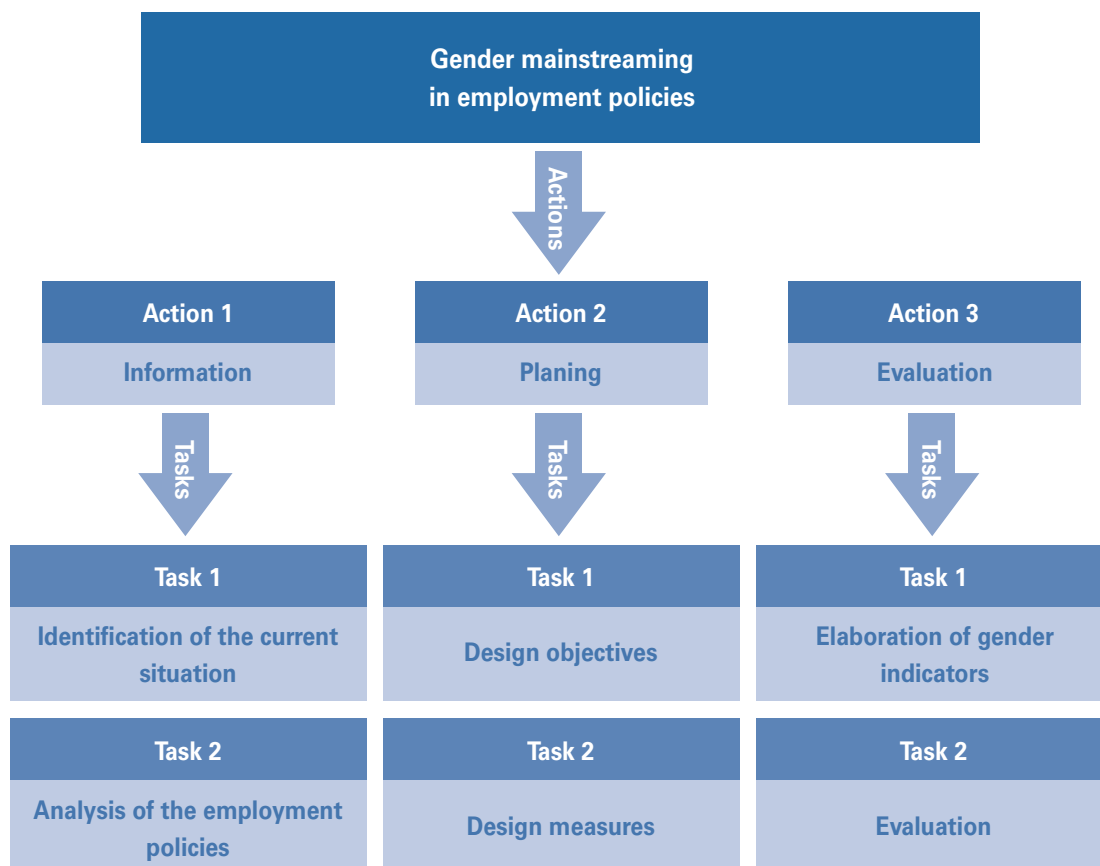 Gender mainstreaming
in employment policies
Actions
Action 1
Information
Action 2
Planing
Action 3
Evaluation
Tasks
Tasks
Tasks
Task 1
Identification of the current
situation
Task 1
Design objectives
Task 1
Elaboration of gender
indicators
Task 2
Analysis of the employment
policies
Task 2
Design measures
Task 2
Evaluation